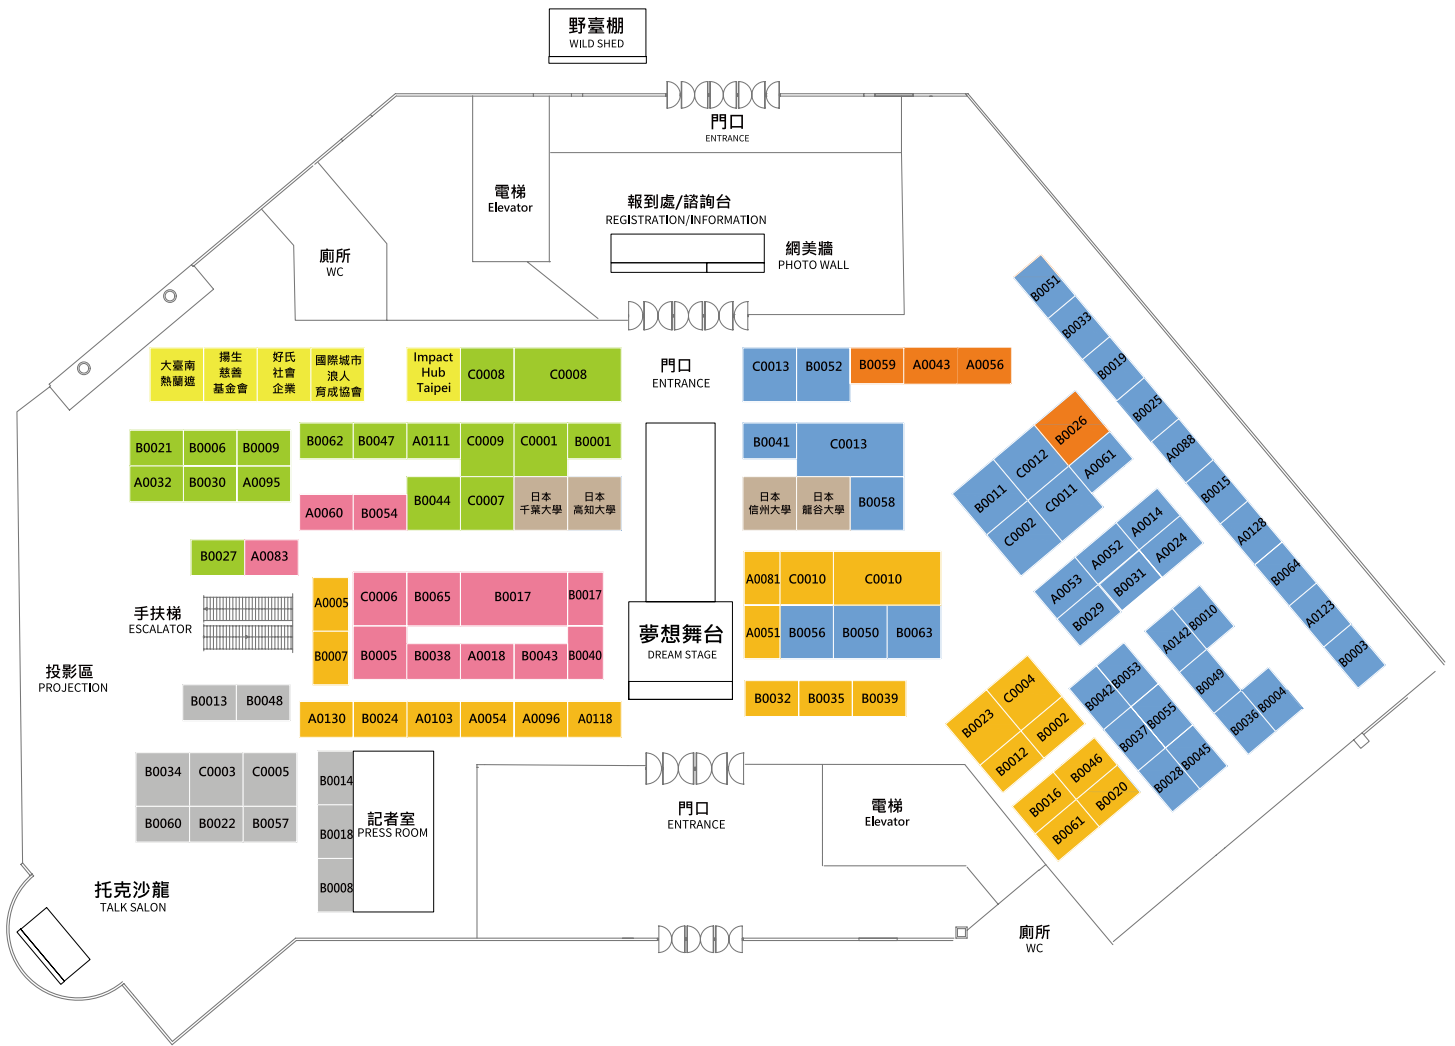 野臺棚
WILD SHED
門口
ENTRANCE
電梯
Elevator
報到處/諮詢台
REGISTRATION/INFORMATION
網美牆
PHOTO WALL
廁所
WC
大臺南
熱蘭遮
揚生
慈善
基金會
好氏
社會
企業
國際城市
浪人
育成協會
Impact
Hub
Taipei
C0008
C0008
門口
ENTRANCE
C0013
B0052
B0059
A0043
A0056
B0021
B0006
B0009
A0032
B0030
A0095
B0062
B0047
A0111
C0009
C0001
B0001
A0060
B0054
B0044
C0007
日本
千葉大學
日本
高知大學
B0041
C0013
日本
信州大學
日本
龍谷大學
B0058
B0027
A0083
手扶梯
ESCALATOR
投影區
PROJECTION
A0005
B0007
C0006
B0065
B0017
B0017
B0005
B0038
A0018
B0043
B0040
夢想舞台
DREAM STAGE
A0081
C0010
C0010
A0051
B0056
B0050
B0063
B0032
B0035
B0039
B0013
B0048
A0130
B0024
A0103
A0054
A0096
A0118
B0034
C0003
C0005
B0060
B0022
B0057
B0014
B0018
B0008
記者室
PRESS ROOM
門口
ENTRANCE
電梯
Elevator
托克沙龍
TALK SALON
廁所
WC
B0051
B0033
B0019
B0025
A0088
B0015
A0128
B0064
A0123
B0003
B0026
C0012
A0061
B0011
C0011
C0002
A0014
A0052
A0024
A0053
B0031
B0029
B0010
A0142
B0049
B0004
B0036
B0053
B0042
B0055
B0037
B0045
B0028
C0004
B0023
B0002
B0012
B0046
B0016
B0020
B0061